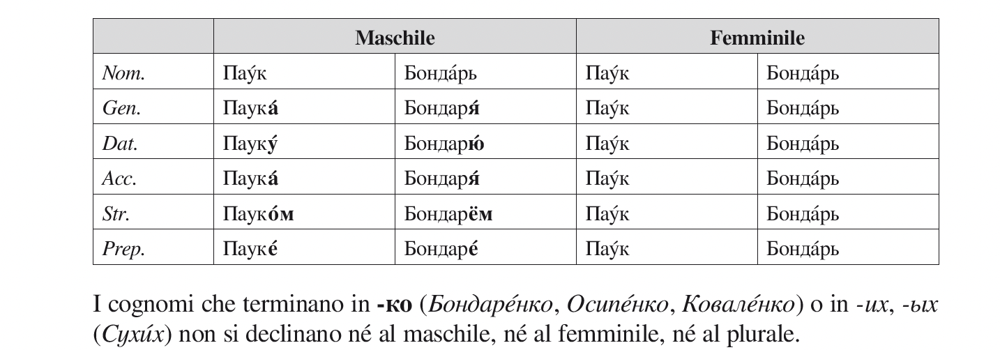 Maschile Femminile
Nom. Пау́к Бонда́рь Пау́к Бонда́рь
Gen. Паука́ Бондаря́ Пау́к Бонда́рь
Dat. Пауку́ Бондарю́ Пау́к Бонда́рь
Acc. Паука́ Бондаря́ Пау́к Бонда́рь
Str. Пауко́м Бондарём Пау́к Бонда́рь
Prep. Пауке́ Бондаре́ Пау́к Бонда́рь
I cognomi che terminano in -ко (Бондаре́нко, Осипе́нко, Ковале́нко) o in -их, -ых
(Сухи́х) non si declinano né al maschile, né al femminile, né al plurale.